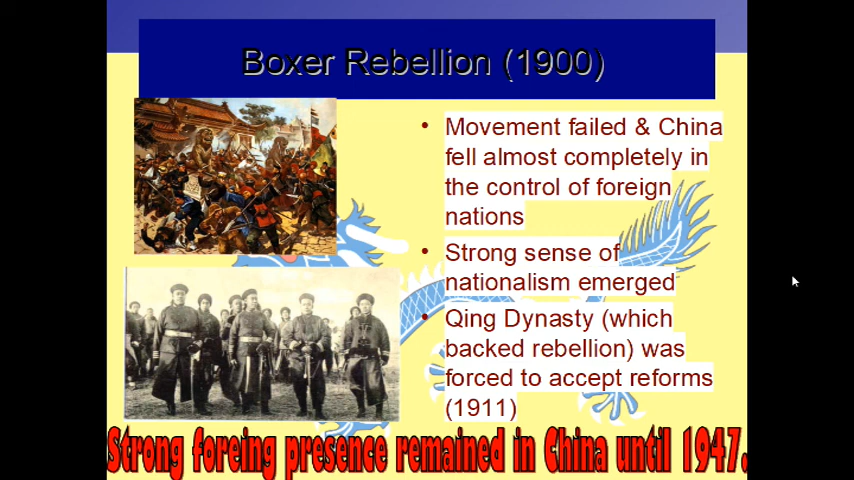 Boxer Rebellion (1900)
• Movement failed & China
fell almost completely in
the control of foreign
nations
• Strong sense of
nationalism emerged
• Qing Dynasty (which
backed rebellion) was
forced to accept reforms
(1911)
Strong foreing presence remained in China until 1947.